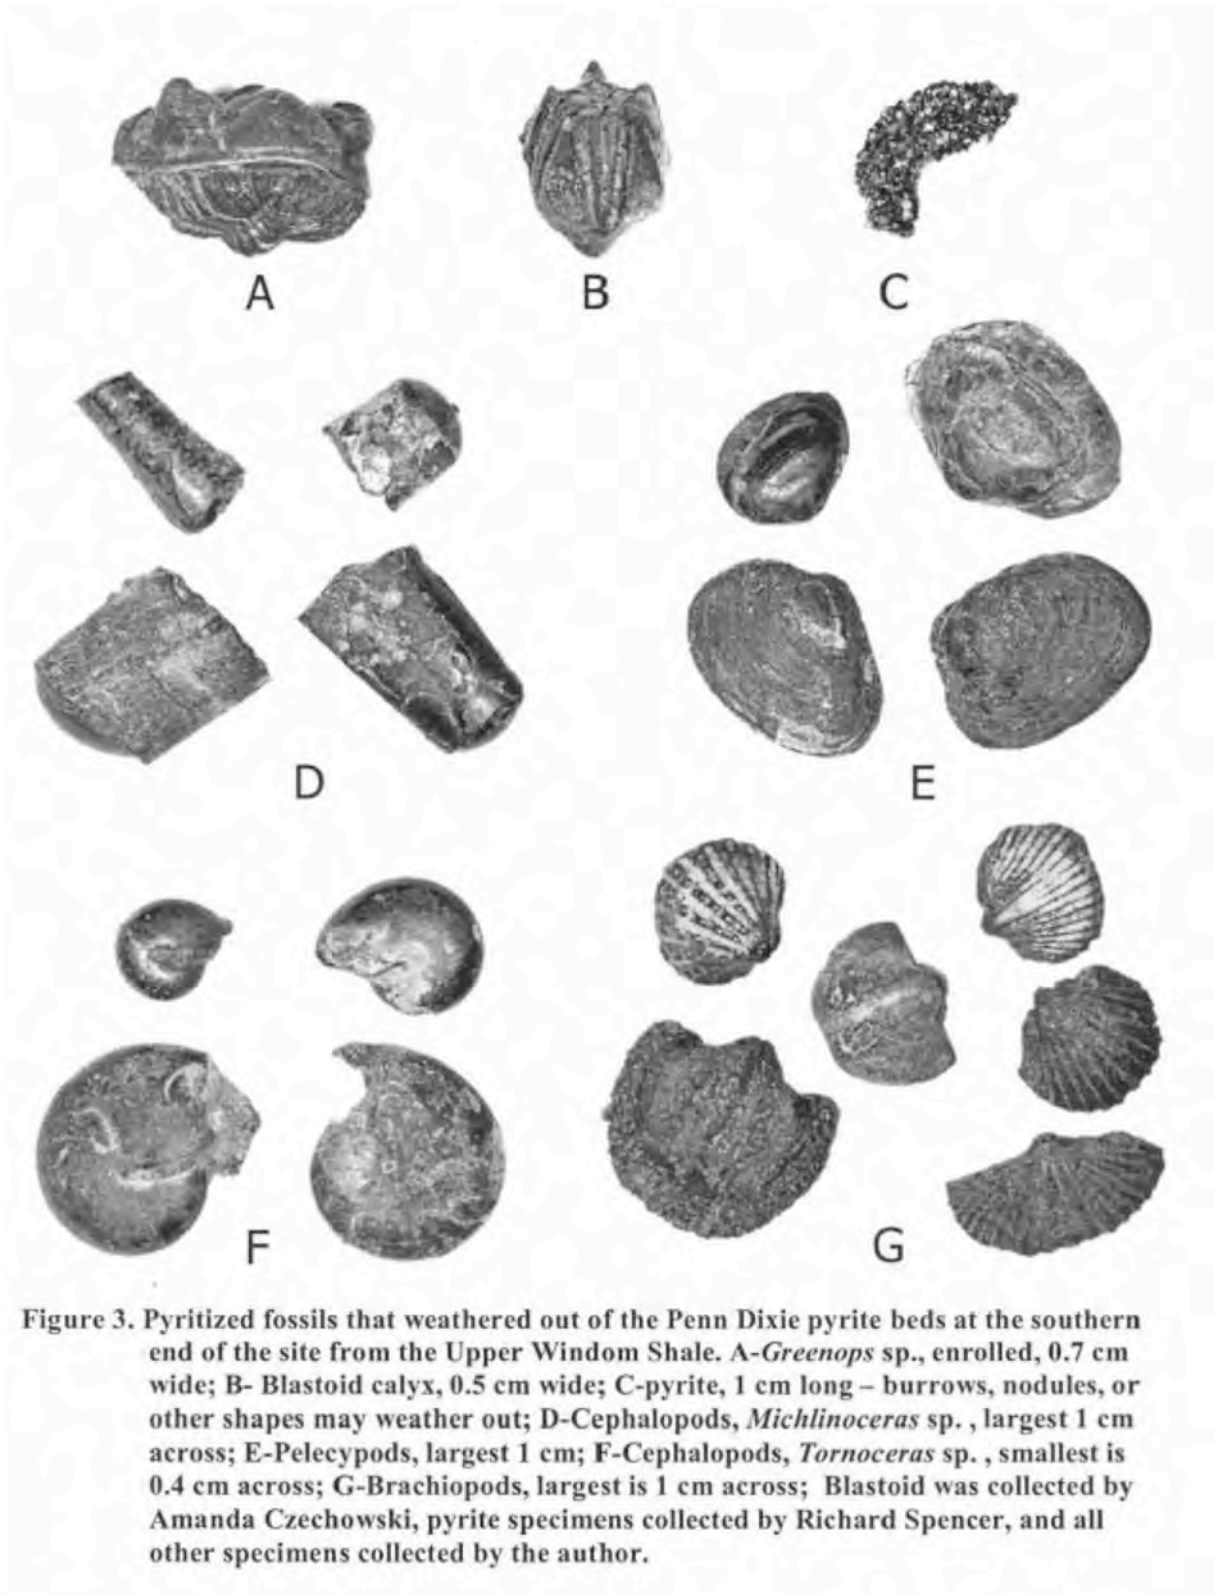 A
B
C
D
E
F
G
Figure 3. Pyritized fossils that weathered out of the Penn Dixie pyrite beds at the southern
end of the site from the Upper Windom Shale. A-Greenops sp., enrolled, 0.7 cm
wide; B- Blastoid calyx, 0.5 cm wide; C-pyrite, 1 cm long – burrows, nodules, or
other shapes may weather out; D-Cephalopods, Michlinoceras sp. , largest 1 cm
across; E-Pelecypods, largest 1 cm; F-Cephalopods, Tornoceras sp. , smallest is
0.4 cm across; G-Brachiopods, largest is 1 cm across; Blastoid was collected by
Amanda Czechowski, pyrite specimens collected by Richard Spencer, and all
other specimens collected by the author.